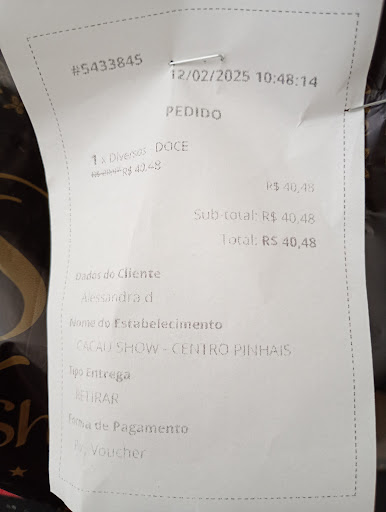 #5433845
12/02/2025 10:48:14
PEDIDO
1 x Diversos DOCE
R$ 40,48
R$ 40,48
Sub-total: R$ 40,48
Total: R$ 40,48
Dados do Cliente
Alessandra d
Nome do Estabelecimento
CACAU SHOW - CENTRO PINHAIS
Tipo Entrega
RETIRAR
Forma de Pagamento
Voucher
sh